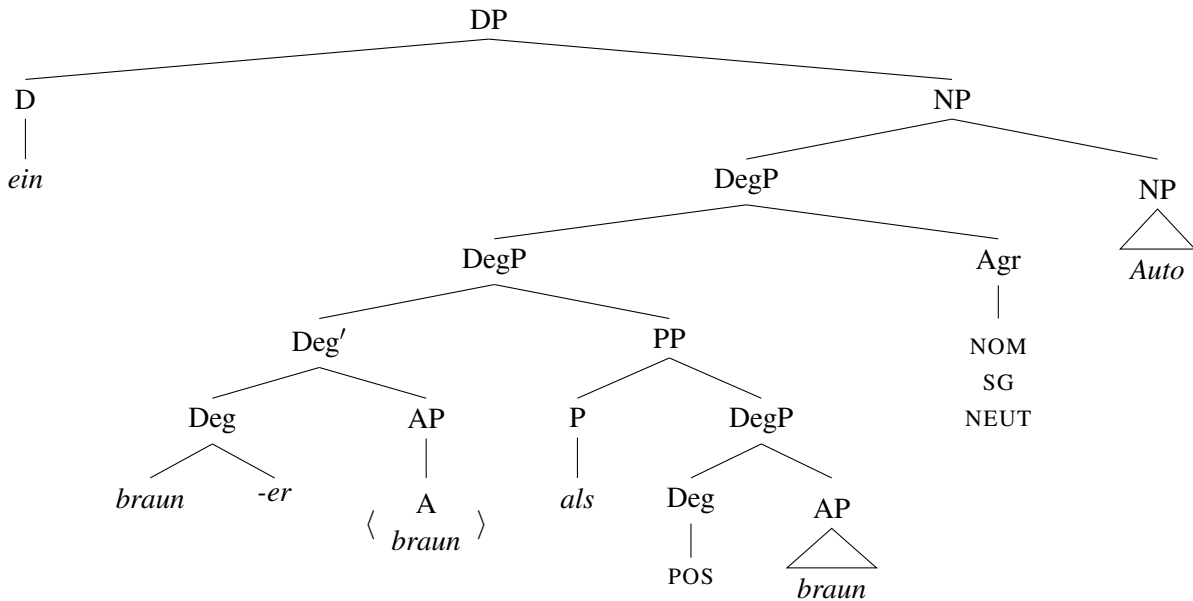 DP
D NP
ein DegP NP
DegP Agr Auto
Deg′ PP NOM
SG
NEUT
Deg AP P DegP
braun -er ⟨ A braun ⟩ als Deg AP
POS braun